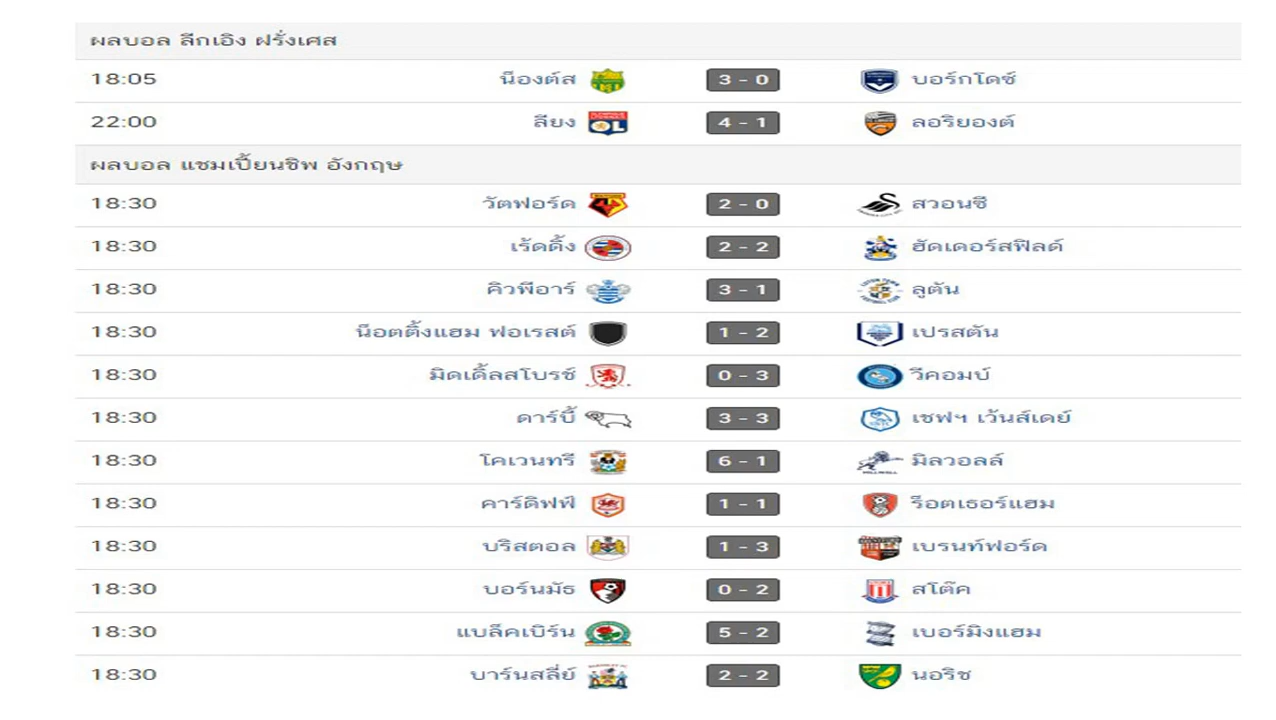 ผลบอล ลีกเอิง ฝรั่งเศส
18:05 น็องต์ส 3 - 0 บอร์กโดซ์
22:00 ลียง 4 - 1 ลอริยองต์
ผลบอล แชมเปี้ยนชิพ อังกฤษ
18:30 วัตฟอร์ด 2 - 0 สวอนซี
18:30 เร้ดดิ้ง 2 - 2 ฮัดเดอร์สฟิลด์
18:30 คิวพีอาร์ 3 - 1 ลูตัน
18:30 น็อตติ้งแฮม ฟอเรสต์ 1 - 2 เปรสตัน
18:30 มิดเดิ้ลสโบรช์ 0 - 3 วีคอมบ์
18:30 ดาร์บี้ 3 - 3 เชฟฯ เว้นส์เดย์
18:30 โคเวนทรี 6 - 1 มิลวอลล์
18:30 คาร์ดิฟฟ์ 1 - 1 ร็อตเธอร์แฮม
18:30 บริสตอล 1 - 3 เบรนท์ฟอร์ด
18:30 บอร์นมัธ 0 - 2 สโต๊ค
18:30 แบล็คเบิร์น 5 - 2 เบอร์มิงแฮม
18:30 บาร์นสลี่ย์ 2 - 2 นอริช